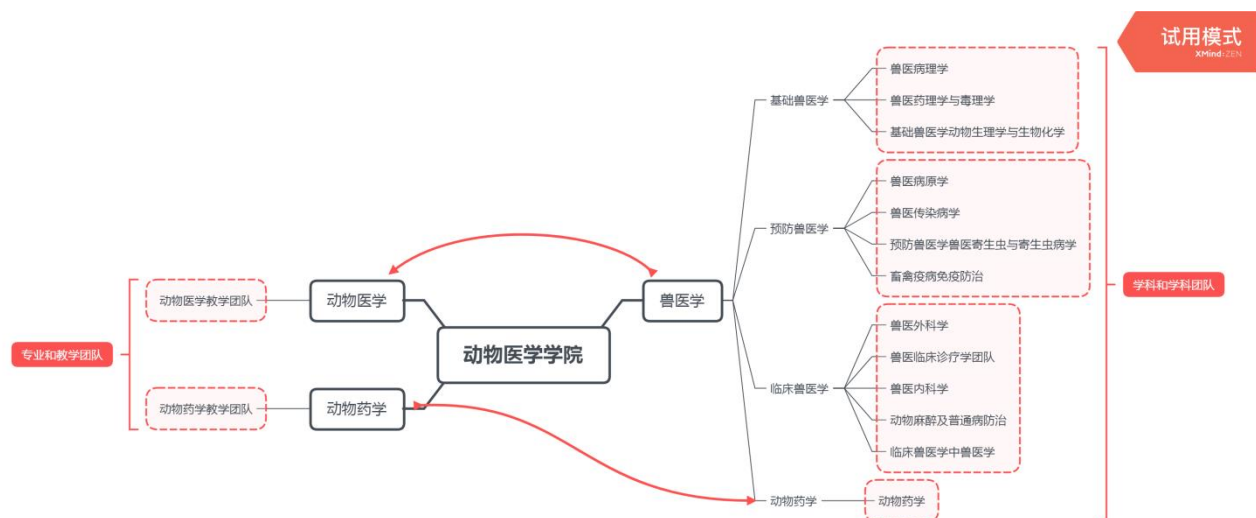 试用模式
XMind:ZEN
兽医病理学
基础兽医学
兽医药理学与毒理学
基础兽医学动物生理学与生物化学
兽医病原学
兽医传染病学
预防兽医学
预防兽医学兽医寄生虫与寄生虫病学
畜禽疫病免疫防治
学科和学科团队
动物医学教学团队
动物医学
兽医学
专业和教学团队
动物医学学院
兽医外科学
兽医临床诊疗学团队
临床兽医学
兽医内科学
动物麻醉及普通病防治
临床兽医学中兽医学
动物药学教学团队
动物药学
动物药学
动物药学